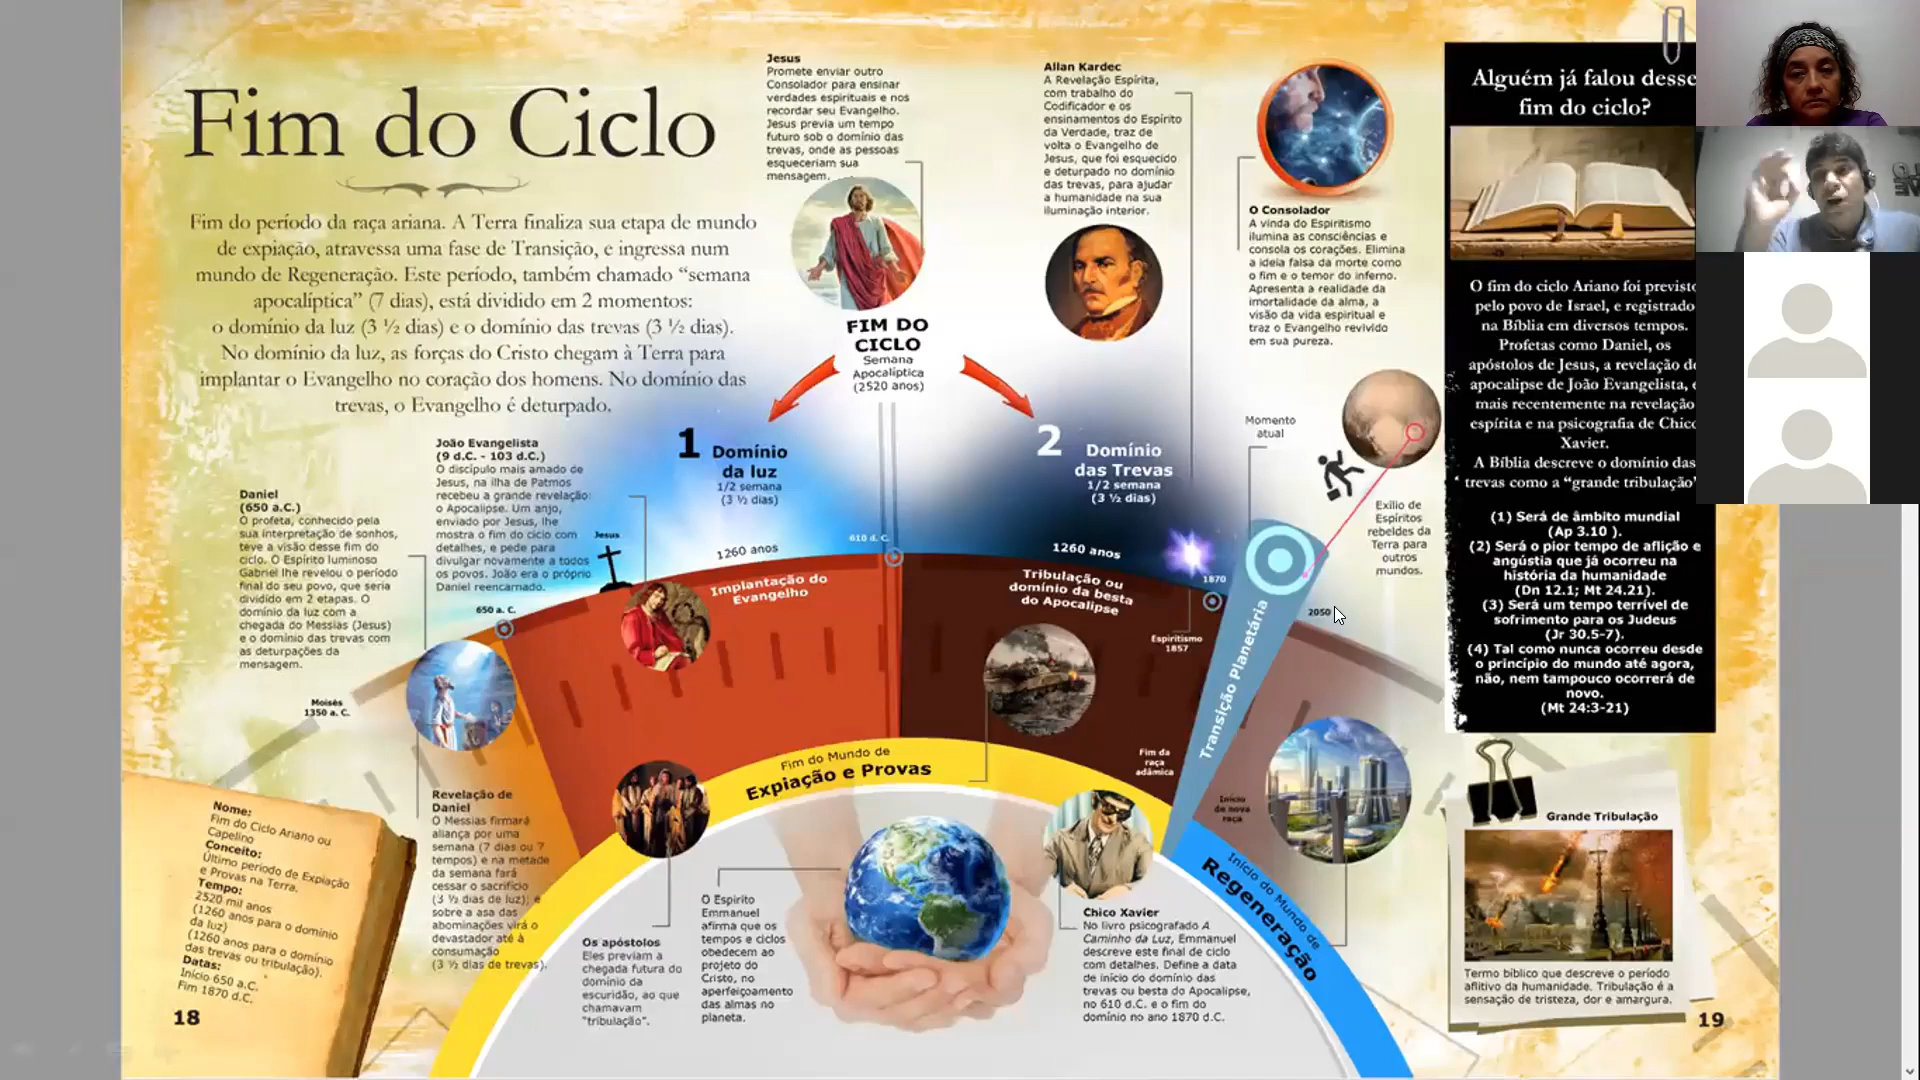 Fim do Ciclo
Fim do período da raça ariana. A Terra finaliza sua etapa de mundo
de expiação, atravessa uma fase de Transição, e ingressa num
mundo de Regeneração. Este período, também chamado “semana
apocalíptica” (7 dias), está dividido em 2 momentos:
o domínio da luz (3 ½ dias) e o domínio das trevas (3 ½ dias).
No domínio da luz, as forças do Cristo chegam à Terra para
implantar o Evangelho no coração dos homens. No domínio das
trevas, o Evangelho é deturpado.
Jesus
Promete enviar outro
Consolador para ensinar
verdades espirituais e nos
recordar seu Evangelho.
Jesus previa um tempo
futuro sob o domínio das
trevas, onde as pessoas
esqueceriam sua
mensagem.
Allan Kardec
A Revelação Espírita,
com trabalho do
Codificador e os
ensinamentos do Espírito
da Verdade, traz de
volta o Evangelho de
Jesus, que foi esquecido
e deturpado no domínio
das trevas, para ajudar
a humanidade na sua
iluminação interior.
O Consolador
A vinda do Espiritismo
ilumina as consciências e
consola os corações. Elimina
a ideia falsa da morte como
o fim e o temor do inferno.
Apresenta a realidade da
imortalidade da alma, a
visão da vida espiritual e
traz o Evangelho revivido
em sua pureza.
FIM DO
CICLO
Semana
Apocalíptica
(2520 anos)
1 Domínio
da luz
1/2 semana
(3 ½ dias)
2 Domínio
das Trevas
1/2 semana
(3 ½ dias)
Momento
atual
Exílio de
Espíritos
rebeldes da
Terra para
outros
mundos.
João Evangelista
(9 d.C. - 103 d.C.)
O discípulo mais amado de
Jesus, na ilha de Patmos
recebeu a grande revelação:
o Apocalipse. Um anjo,
enviado por Jesus, lhe
mostra o fim do ciclo com
detalhes, e pede para
divulgar novamente a todos
os povos. João era o próprio
Daniel reencarnado.
Daniel
(650 a.C.)
O profeta, conhecido pela
sua interpretação de sonhos,
teve a visão desse fim do
ciclo. O Espírito luminoso
Gabriel lhe revelou o período
final do seu povo, que seria
dividido em 2 etapas. O
domínio da luz com a
chegada do Messias (Jesus)
e o domínio das trevas com
as deturpações da
mensagem.
Jesus
1260 anos
610 d. C.
1260 anos
1870
2050
650 a. C.
Implantação do
Evangelho
Tribulação ou
domínio da besta
do Apocalipse
Espiritismo
1857
Transição Planetária
Moisés
1350 a. C.
Fim da
raça
adâmica
Início
de nova
raça
Fim do Mundo de
Expiação e Provas
Início do Mundo de
Regeneração
Revelação de
Daniel
O Messias firmará
aliança por uma
semana (7 dias ou 7
tempos) e na metade
da semana fará
cessar o sacrifício
(3 ½ dias de luz); e
sobre a asa das
abominações virá o
devastador até à
consumação
(3 ½ dias de trevas).
Os apóstolos
Eles previam a
chegada futura do
domínio da
escuridão, ao que
chamavam
“tribulação”.
O Espirito
Emmanuel
afirma que os
tempos e ciclos
obedecem ao
projeto do
Cristo, no
aperfeiçoamento
das almas no
planeta.
Chico Xavier
No livro psicografado A
Caminho da Luz, Emmanuel
descreve este final de ciclo
com detalhes. Define a data
de início do domínio das
trevas ou besta do Apocalipse,
no 610 d.C. e o fim do
domínio no ano 1870 d.C.
Nome:
Fim do Ciclo Ariano ou
Capelino
Conceito:
Último período de Expiação
e Provas na Terra.
Tempo:
2520 mil anos
(1260 anos para o domínio
da luz)
(1260 anos para o domínio
das trevas ou tribulação).
Datas:
Início 650 a.C.
Fim 1870 d.C.
18
Alguém já falou desse
fim do ciclo?
O fim do ciclo Ariano foi previsto
pelo povo de Israel, e registrado
na Bíblia em diversos tempos.
Profetas como Daniel, os
apóstolos de Jesus, a revelação do
apocalipse de João Evangelista, e
mais recentemente na revelação
espírita e na psicografia de Chico
Xavier.
A Bíblia descreve o domínio das
trevas como a “grande tribulação”
(1) Será de âmbito mundial
(Ap 3.10 ).
(2) Será o pior tempo de aflição e
angústia que já ocorreu na
história da humanidade
(Dn 12.1; Mt 24.21).
(3) Será um tempo terrível de
sofrimento para os Judeus
(Jr 30.5-7).
(4) Tal como nunca ocorreu desde
o princípio do mundo até agora,
não, nem tampouco ocorrerá de
novo.
(Mt 24:3-21)
Grande Tribulação
Termo bíblico que descreve o período
aflitivo da humanidade. Tribulação é a
sensação de tristeza, dor e amargura.
19